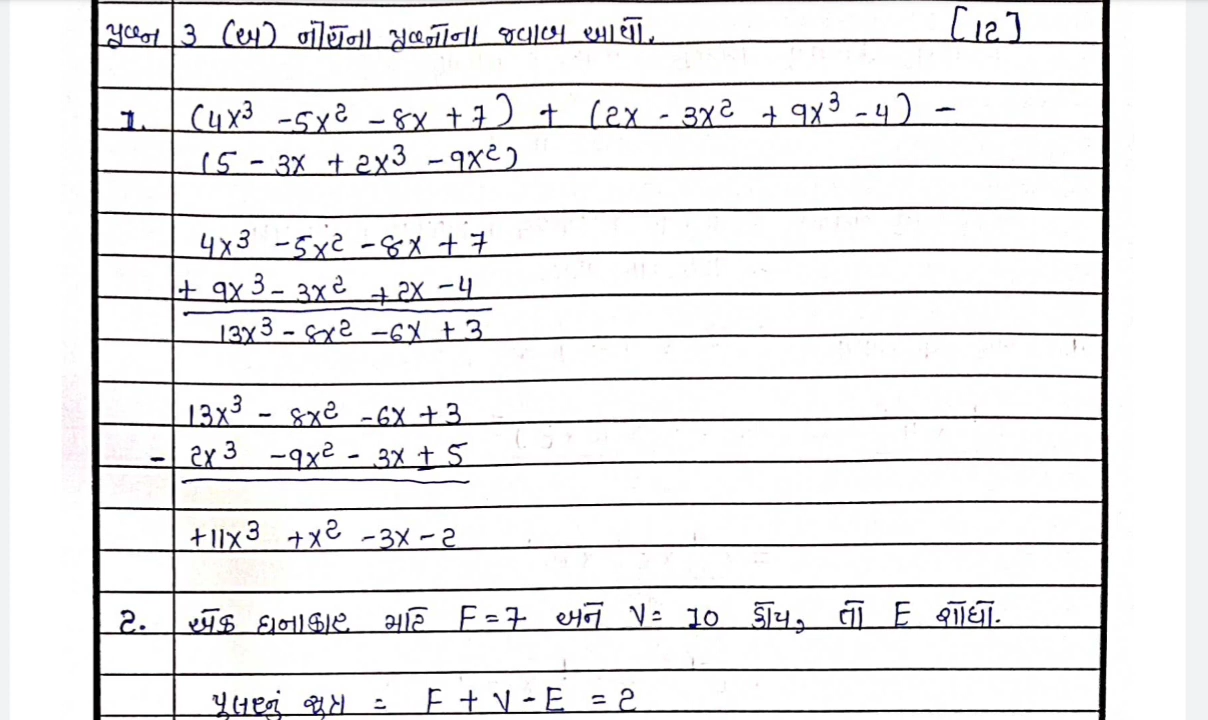 પ્રશ્ન 3 (અ) નીચેના પ્રશ્નોના જવાબ આપો. [12]
1. (4x³ -5x² -8x +7) + (2x - 3x² + 9x³ -4) -
(5 - 3x + 2x³ - 9x²)
4x³ -5x² -8x +7
+ 9x³ - 3x² +2x -4
13x³ - 8x² -6x +3
13x³ - 8x² -6x +3
- 2x³ -9x² - 3x + 5
+11x³ +x² -3x -2
2. એક ઘનાકાર માટે F=7 અને V= 10 હોય, તો E શોધો.
યુલરનું સૂત્ર = F + V - E = 2